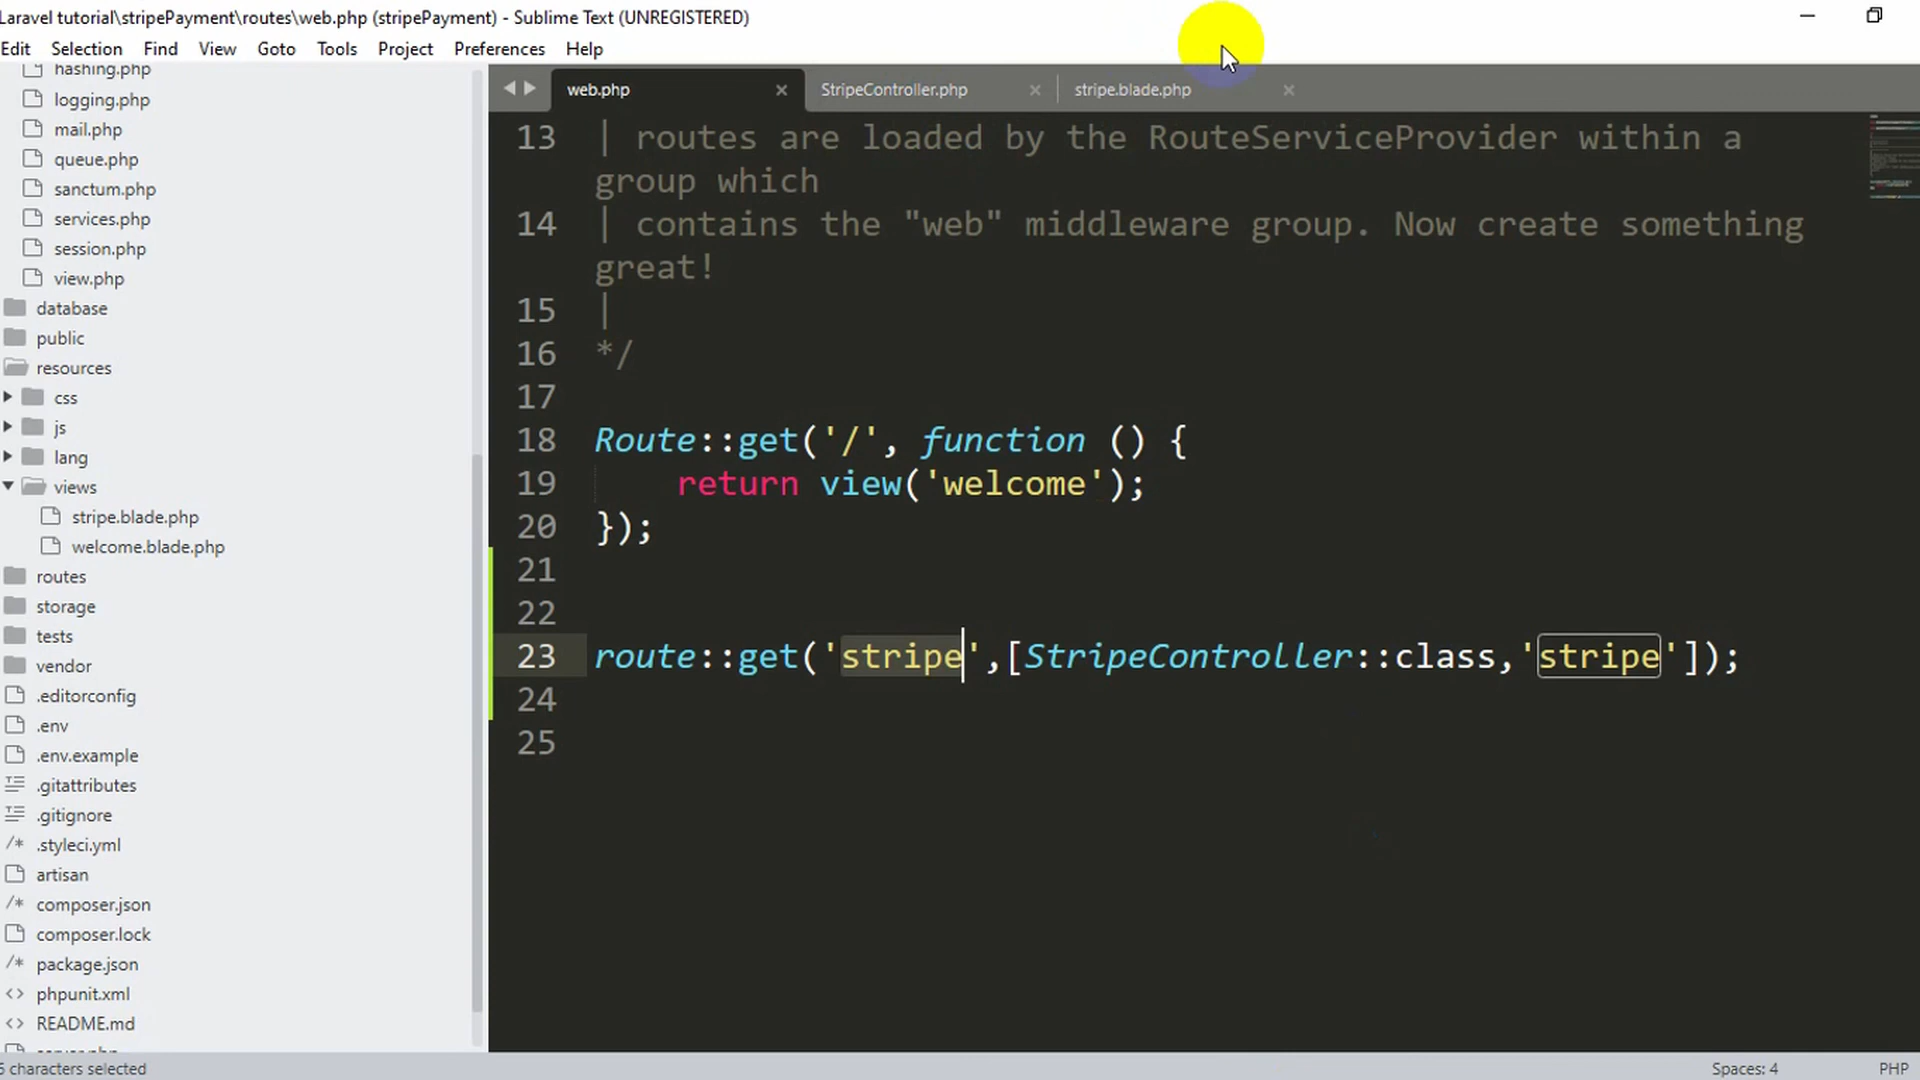 Laravel tutorial\stripePayment\routes\web.php (stripePayment) - Sublime Text (UNREGISTERED)
Edit Selection Find View Goto Tools Project Preferences Help
hashing.php
logging.php
mail.php
queue.php
sanctum.php
services.php
session.php
view.php
database
public
resources
css
js
lang
views
stripe.blade.php
welcome.blade.php
routes
storage
tests
vendor
.editorconfig
.env
.env.example
.gitattributes
.gitignore
.styleci.yml
artisan
composer.json
composer.lock
package.json
phpunit.xml
README.md
web.php StripeController.php stripe.blade.php
13 | routes are loaded by the RouteServiceProvider within a
group which
14 | contains the "web" middleware group. Now create something
great!
15 |
16 */
17
18 Route::get('/', function () {
19 return view('welcome');
20 });
21
22
23 route::get('stripe',[StripeController::class,'stripe']);
24
25
characters selected
Spaces: 4 PHP